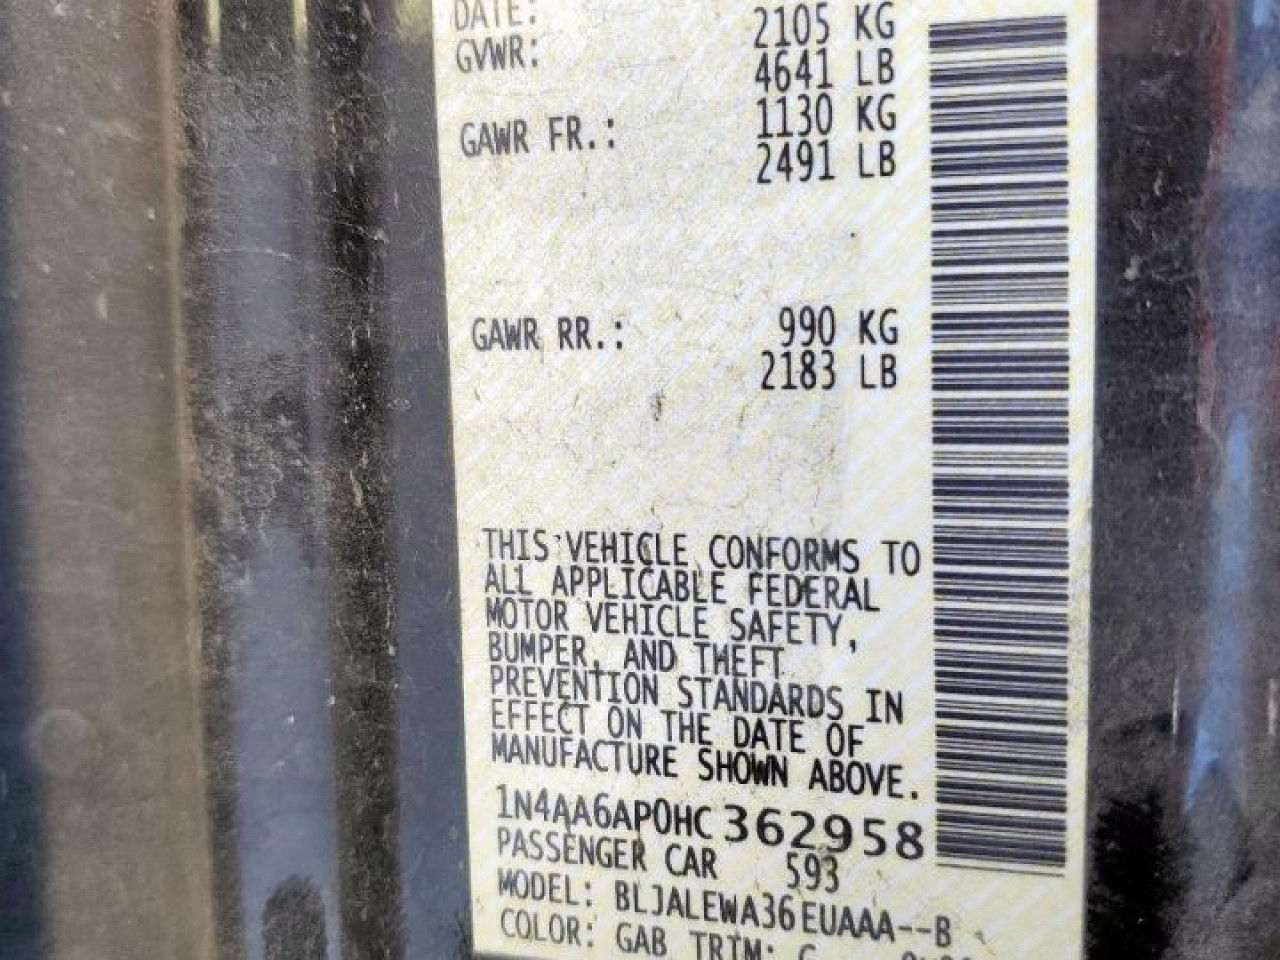 DATE:
GVWR: 2105 KG
4641 LB
GAWR FR.: 1130 KG
2491 LB
GAWR RR.: 990 KG
2183 LB
THIS VEHICLE CONFORMS TO
ALL APPLICABLE FEDERAL
MOTOR VEHICLE SAFETY,
BUMPER, AND THEFT
PREVENTION STANDARDS IN
EFFECT ON THE DATE OF
MANUFACTURE SHOWN ABOVE.
1N4AA6AP0HC362958
PASSENGER CAR 593
MODEL: BLJALEWA36EUAAA--B
COLOR: GAB TRIM: